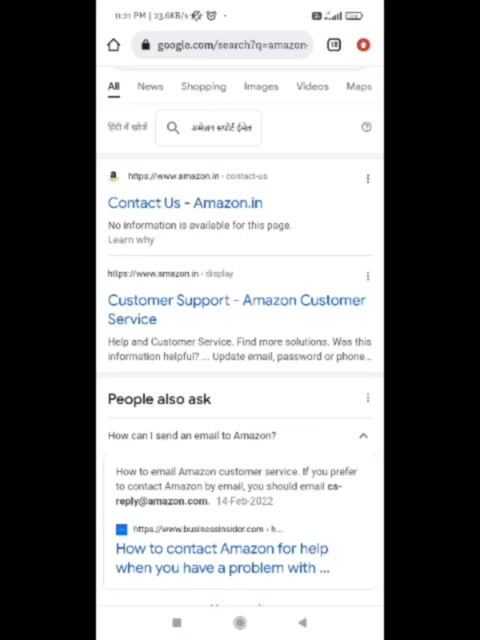 11:21 PM | 23.6KB/s
google.com/search?q=amazon
18
All News Shopping Images Videos Maps
हिंदी में खोजें
अमेज़न सपोर्ट ईमेल
https://www.amazon.in › contact-us
Contact Us - Amazon.in
No information is available for this page.
Learn why
https://www.amazon.in › display
Customer Support - Amazon Customer
Service
Help and Customer Service. Find more solutions. Was this
information helpful? ... Update email, password or phone...
People also ask
How can I send an email to Amazon?
How to email Amazon customer service. If you prefer
to contact Amazon by email, you should email cs-
reply@amazon.com. 14-Feb-2022
https://www.businessinsider.com › h...
How to contact Amazon for help
when you have a problem with ...